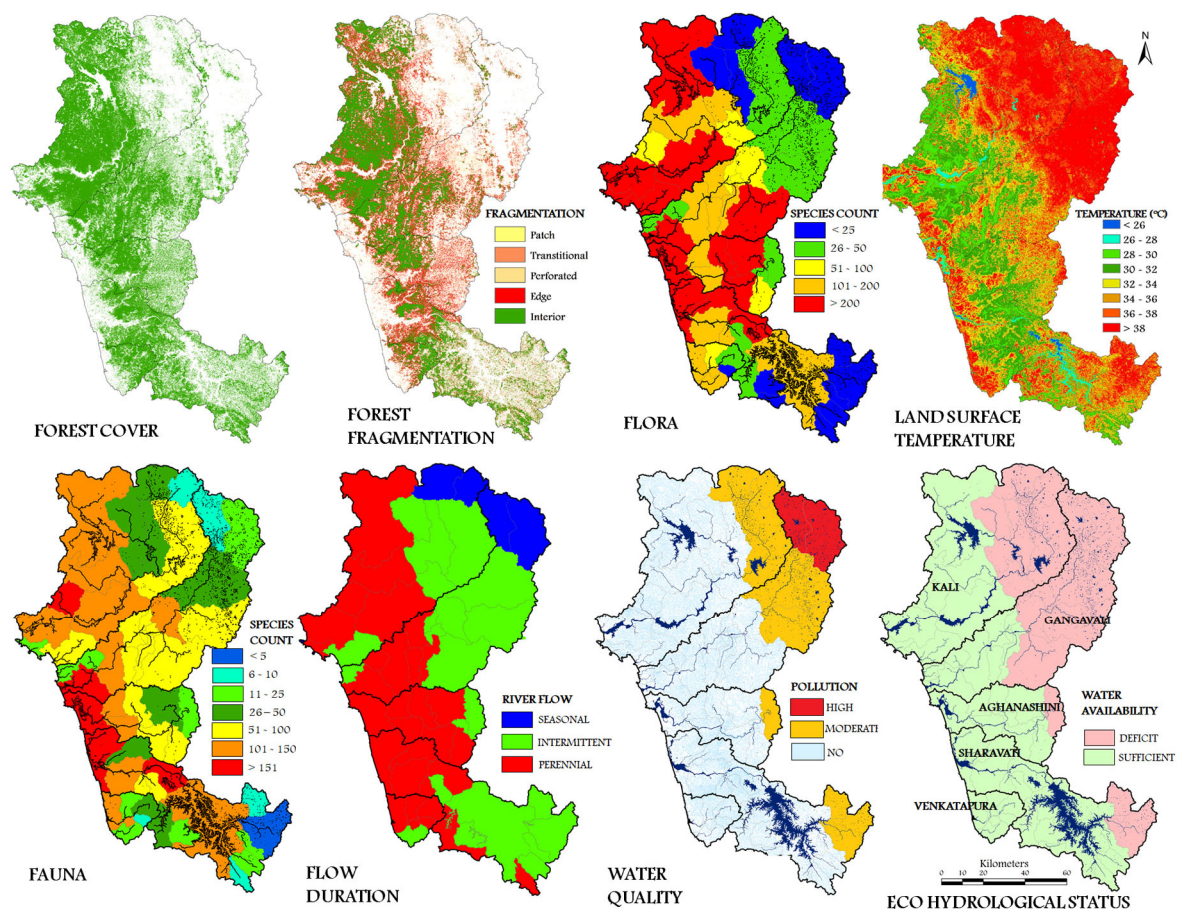 FOREST COVER
FRAGMENTATION
Patch
Transtitional
Perforated
Edge
Interior
FOREST
FRAGMENTATION
SPECIES COUNT
< 25
26 - 50
51 - 100
101 - 200
> 200
FLORA
N
TEMPERATURE (°C)
< 26
26 - 28
28 - 30
30 - 32
32 - 34
34 - 36
36 - 38
> 38
LAND SURFACE
TEMPERATURE
SPECIES
COUNT
< 5
6 - 10
11 - 25
26 – 50
51 - 100
101 - 150
> 151
FAUNA
RIVER FLOW
SEASONAL
INTERMITTENT
PERENNIAL
FLOW
DURATION
POLLUTION
HIGH
MODERATE
NO
WATER
QUALITY
KALI
GANGAVALI
AGHANASHINI
SHARAVATI
VENKATAPURA
WATER
AVAILABILITY
DEFICIT
SUFFICIENT
Kilometers
0 10 20 40 60
ECO HYDROLOGICAL STATUS